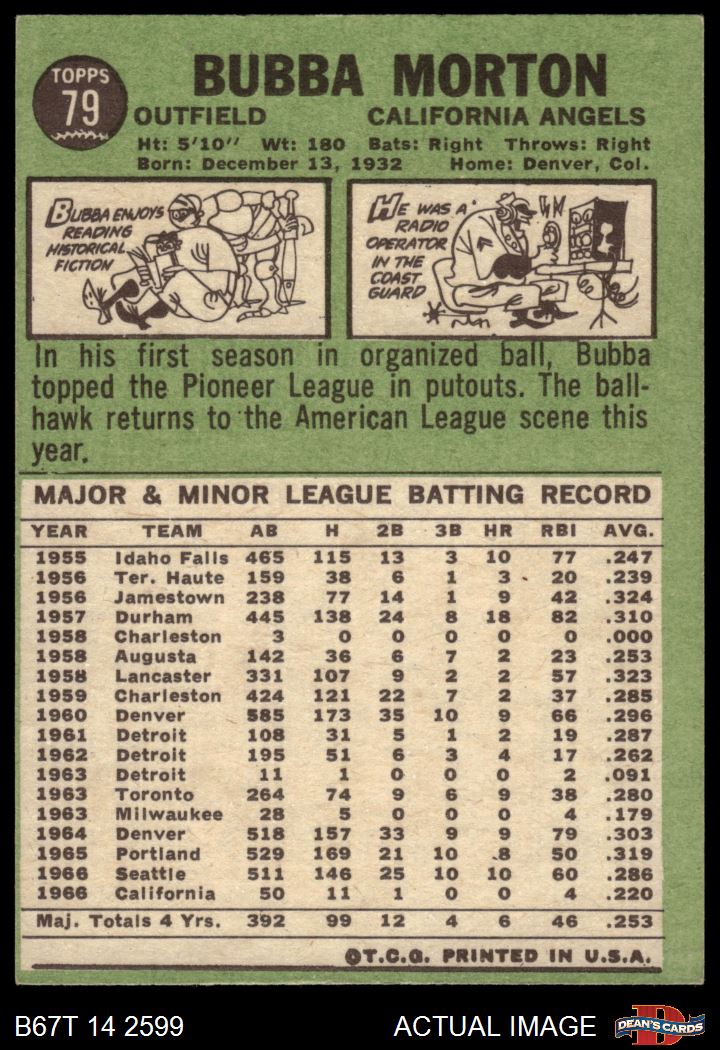 TOPPS
79
BUBBA MORTON
OUTFIELD CALIFORNIA ANGELS
Ht: 5'10" Wt: 180 Bats: Right Throws: Right
Born: December 13, 1932 Home: Denver, Col.
BUBBA ENJOYS
READING
HISTORICAL
FICTION
HE WAS A
RADIO
OPERATOR
IN THE
COAST
GUARD
In his first season in organized ball, Bubba
topped the Pioneer League in putouts. The ball-
hawk returns to the American League scene this
year.
MAJOR & MINOR LEAGUE BATTING RECORD
YEAR TEAM AB H 2B 3B HR RBI AVG.
1955 Idaho Falls 465 115 13 3 10 77 .247
1956 Ter. Haute 159 38 6 1 3 20 .239
1956 Jamestown 238 77 14 1 9 42 .324
1957 Durham 445 138 24 8 18 82 .310
1958 Charleston 3 0 0 0 0 0 .000
1958 Augusta 142 36 6 7 2 23 .253
1958 Lancaster 331 107 9 2 2 57 .323
1959 Charleston 424 121 22 7 2 37 .285
1960 Denver 585 173 35 10 9 66 .296
1961 Detroit 108 31 5 1 2 19 .287
1962 Detroit 195 51 6 3 4 17 .262
1963 Detroit 11 1 0 0 0 2 .091
1963 Toronto 264 74 9 6 9 38 .280
1963 Milwaukee 28 5 0 0 0 4 .179
1964 Denver 518 157 33 9 9 79 .303
1965 Portland 529 169 21 10 8 50 .319
1966 Seattle 511 146 25 10 10 60 .286
1966 California 50 11 1 0 0 4 .220
Maj. Totals 4 Yrs. 392 99 12 4 6 46 .253
©T.C.G. PRINTED IN U.S.A.
B67T 14 2599 ACTUAL IMAGE DEAN'S CARDS